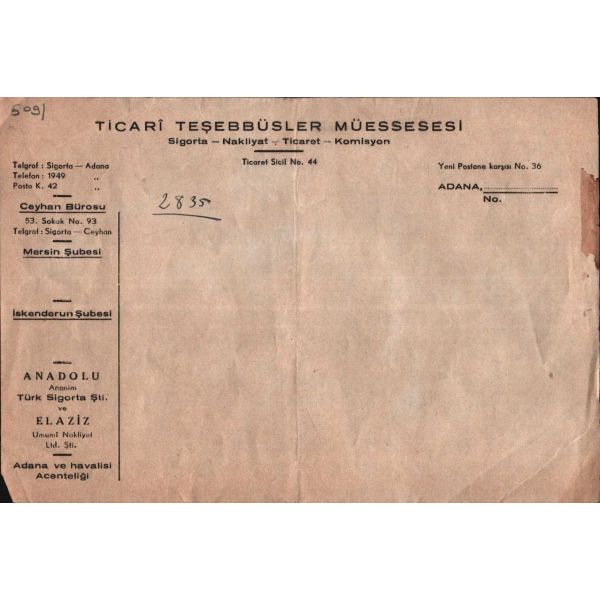 5091
TİCARÎ TEŞEBBÜSLER MÜESSESESİ
Sigorta — Nakliyat — Ticaret — Komisyon
Ticaret Sicil No. 44
Telgraf : Sigorta — Adana
Telefon : 1949 „
Posta K. 42 „
Yeni Postane karşısı No. 36
ADANA,
No.
2835
Ceyhan Bürosu
53. Sokak No. 93
Telgraf : Sigorta — Ceyhan
Mersin Şubesi
İskenderun Şubesi
ANADOLU
Anonim
Türk Sigorta Şti.
ve
ELAZİZ
Umumî Nakliyat
Ltd. Şti.
Adana ve havalisi
Acenteliği